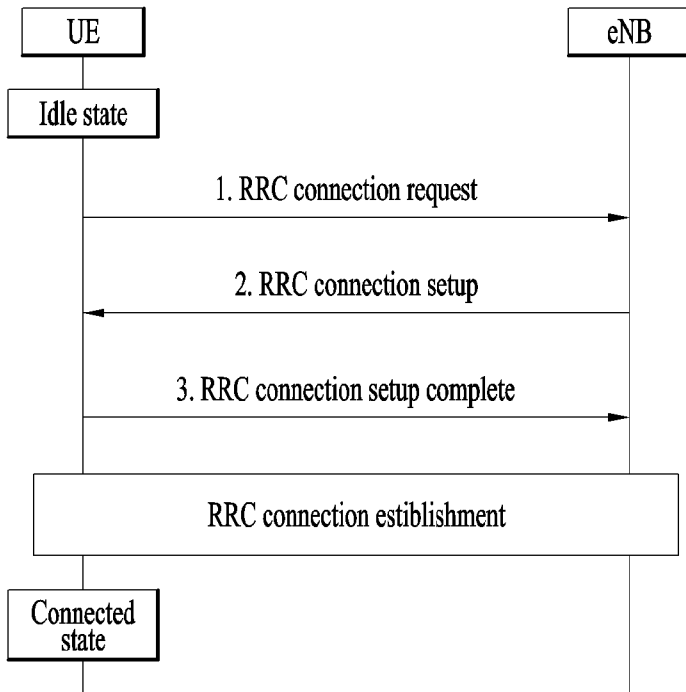 UE
eNB
Idle state
1. RRC connection request
2. RRC connection setup
3. RRC connection setup complete
RRC connection estiblishment
Connected
state